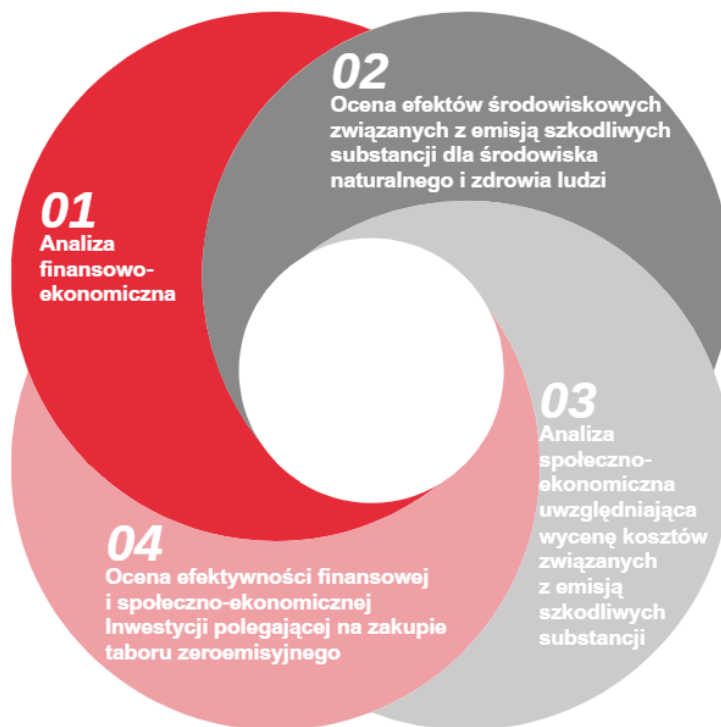 01
Analiza
finansowo-
ekonomiczna
02
Ocena efektów środowiskowych
związanych z emisją szkodliwych
substancji dla środowiska
naturalnego i zdrowia ludzi
03
Analiza
społeczno-
ekonomiczna
uwzględniająca
wycenę kosztów
związanych
z emisją
szkodliwych
substancji
04
Ocena efektywności finansowej
i społeczno-ekonomicznej
Inwestycji polegającej na zakupie
taboru zeroemisyjnego